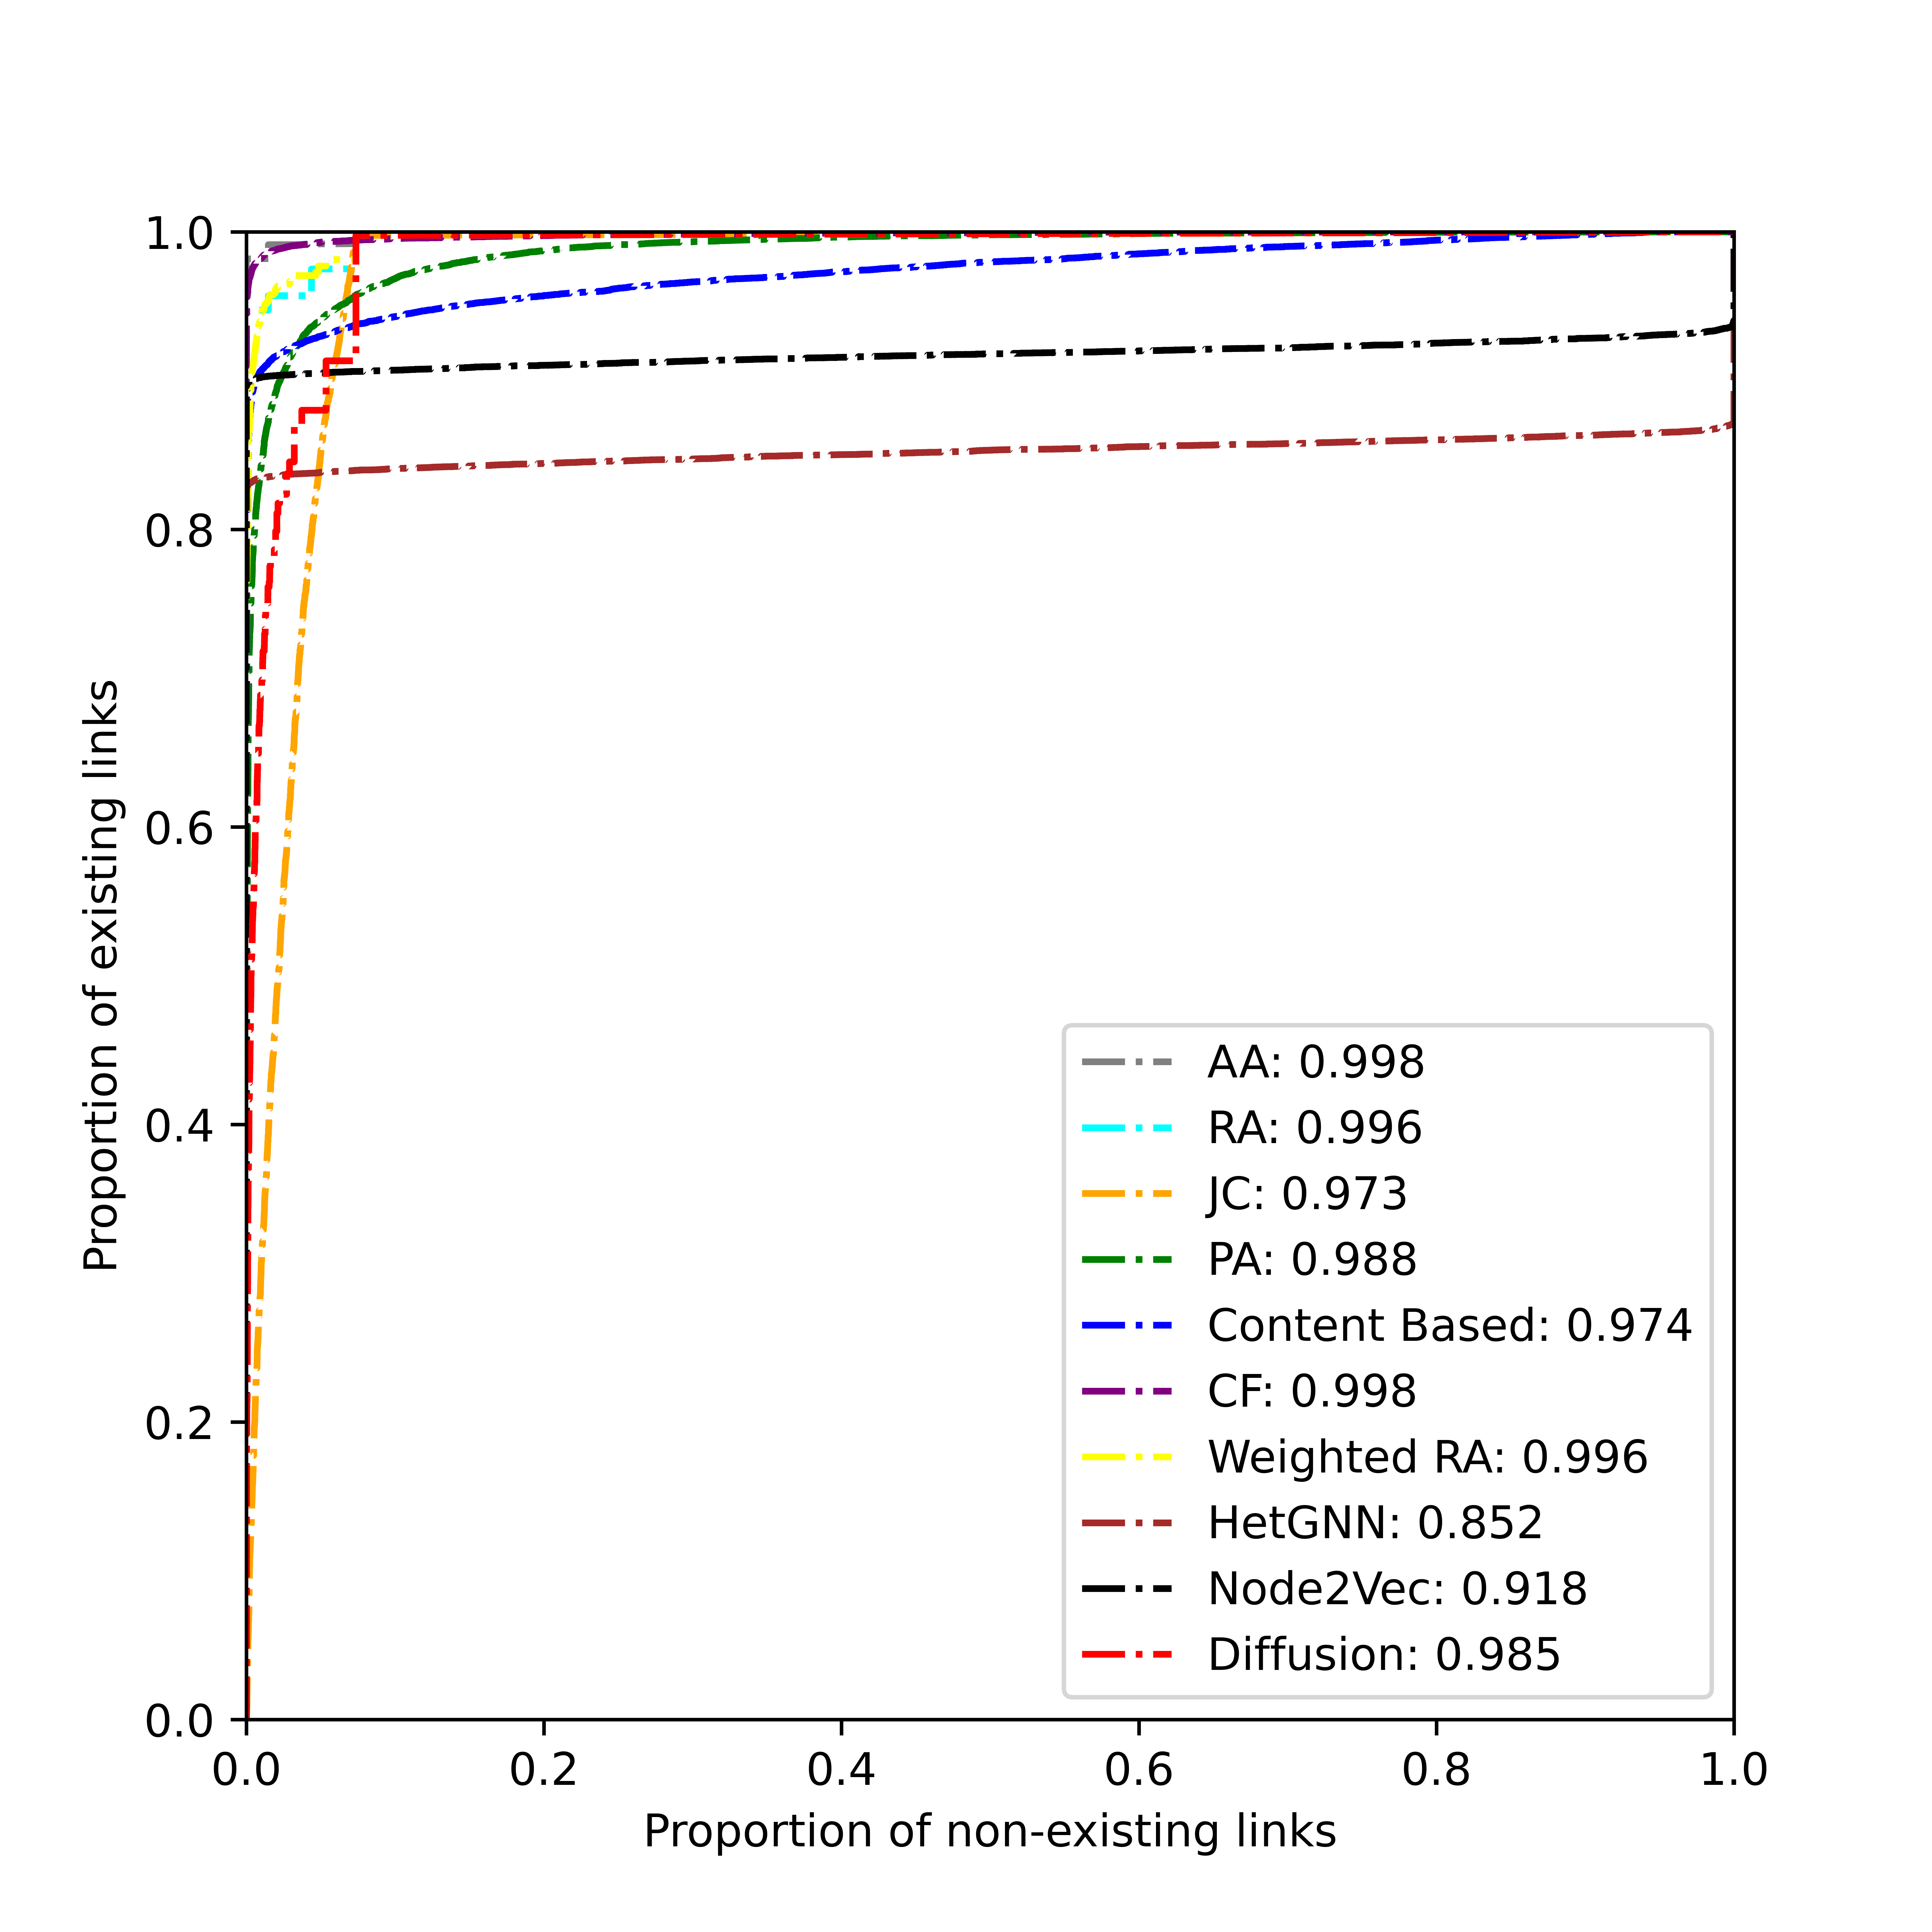 1.0
0.8
0.6
0.4
0.2
0.0
Proportion of existing links
AA: 0.998
RA: 0.996
JC: 0.973
PA: 0.988
Content Based: 0.974
CF: 0.998
Weighted RA: 0.996
HetGNN: 0.852
Node2Vec: 0.918
Diffusion: 0.985
0.0 0.2 0.4 0.6 0.8 1.0
Proportion of non-existing links